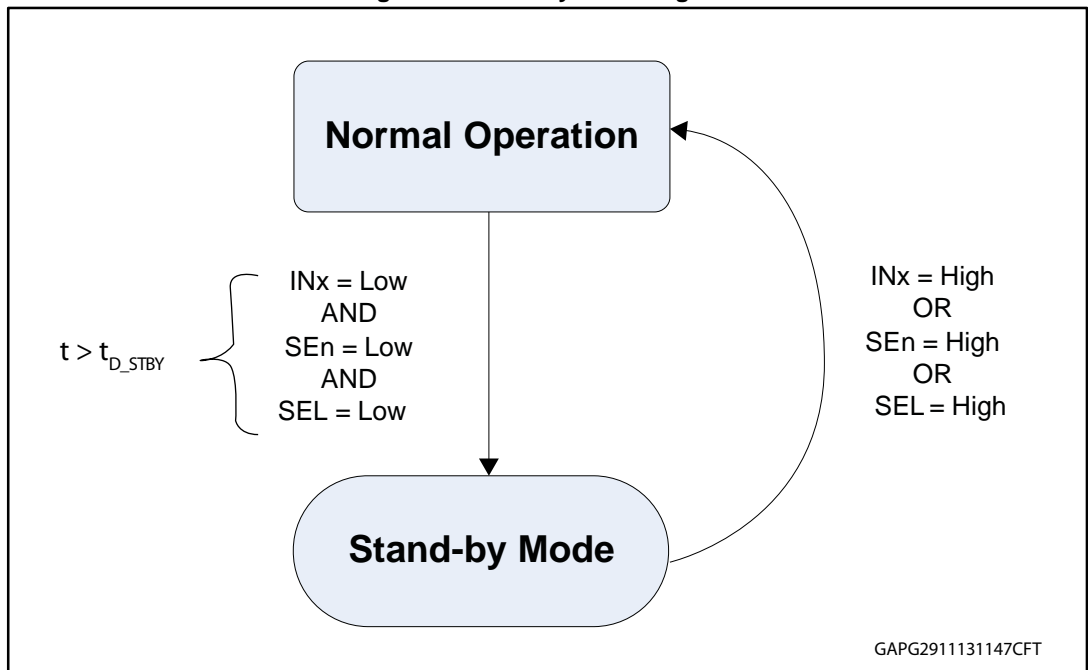 Normal Operation
INx = Low
AND
SEn = Low
AND
SEL = Low
t > tD_STBY
INx = High
OR
SEn = High
OR
SEL = High
Stand-by Mode
GAPG2911131147CFT